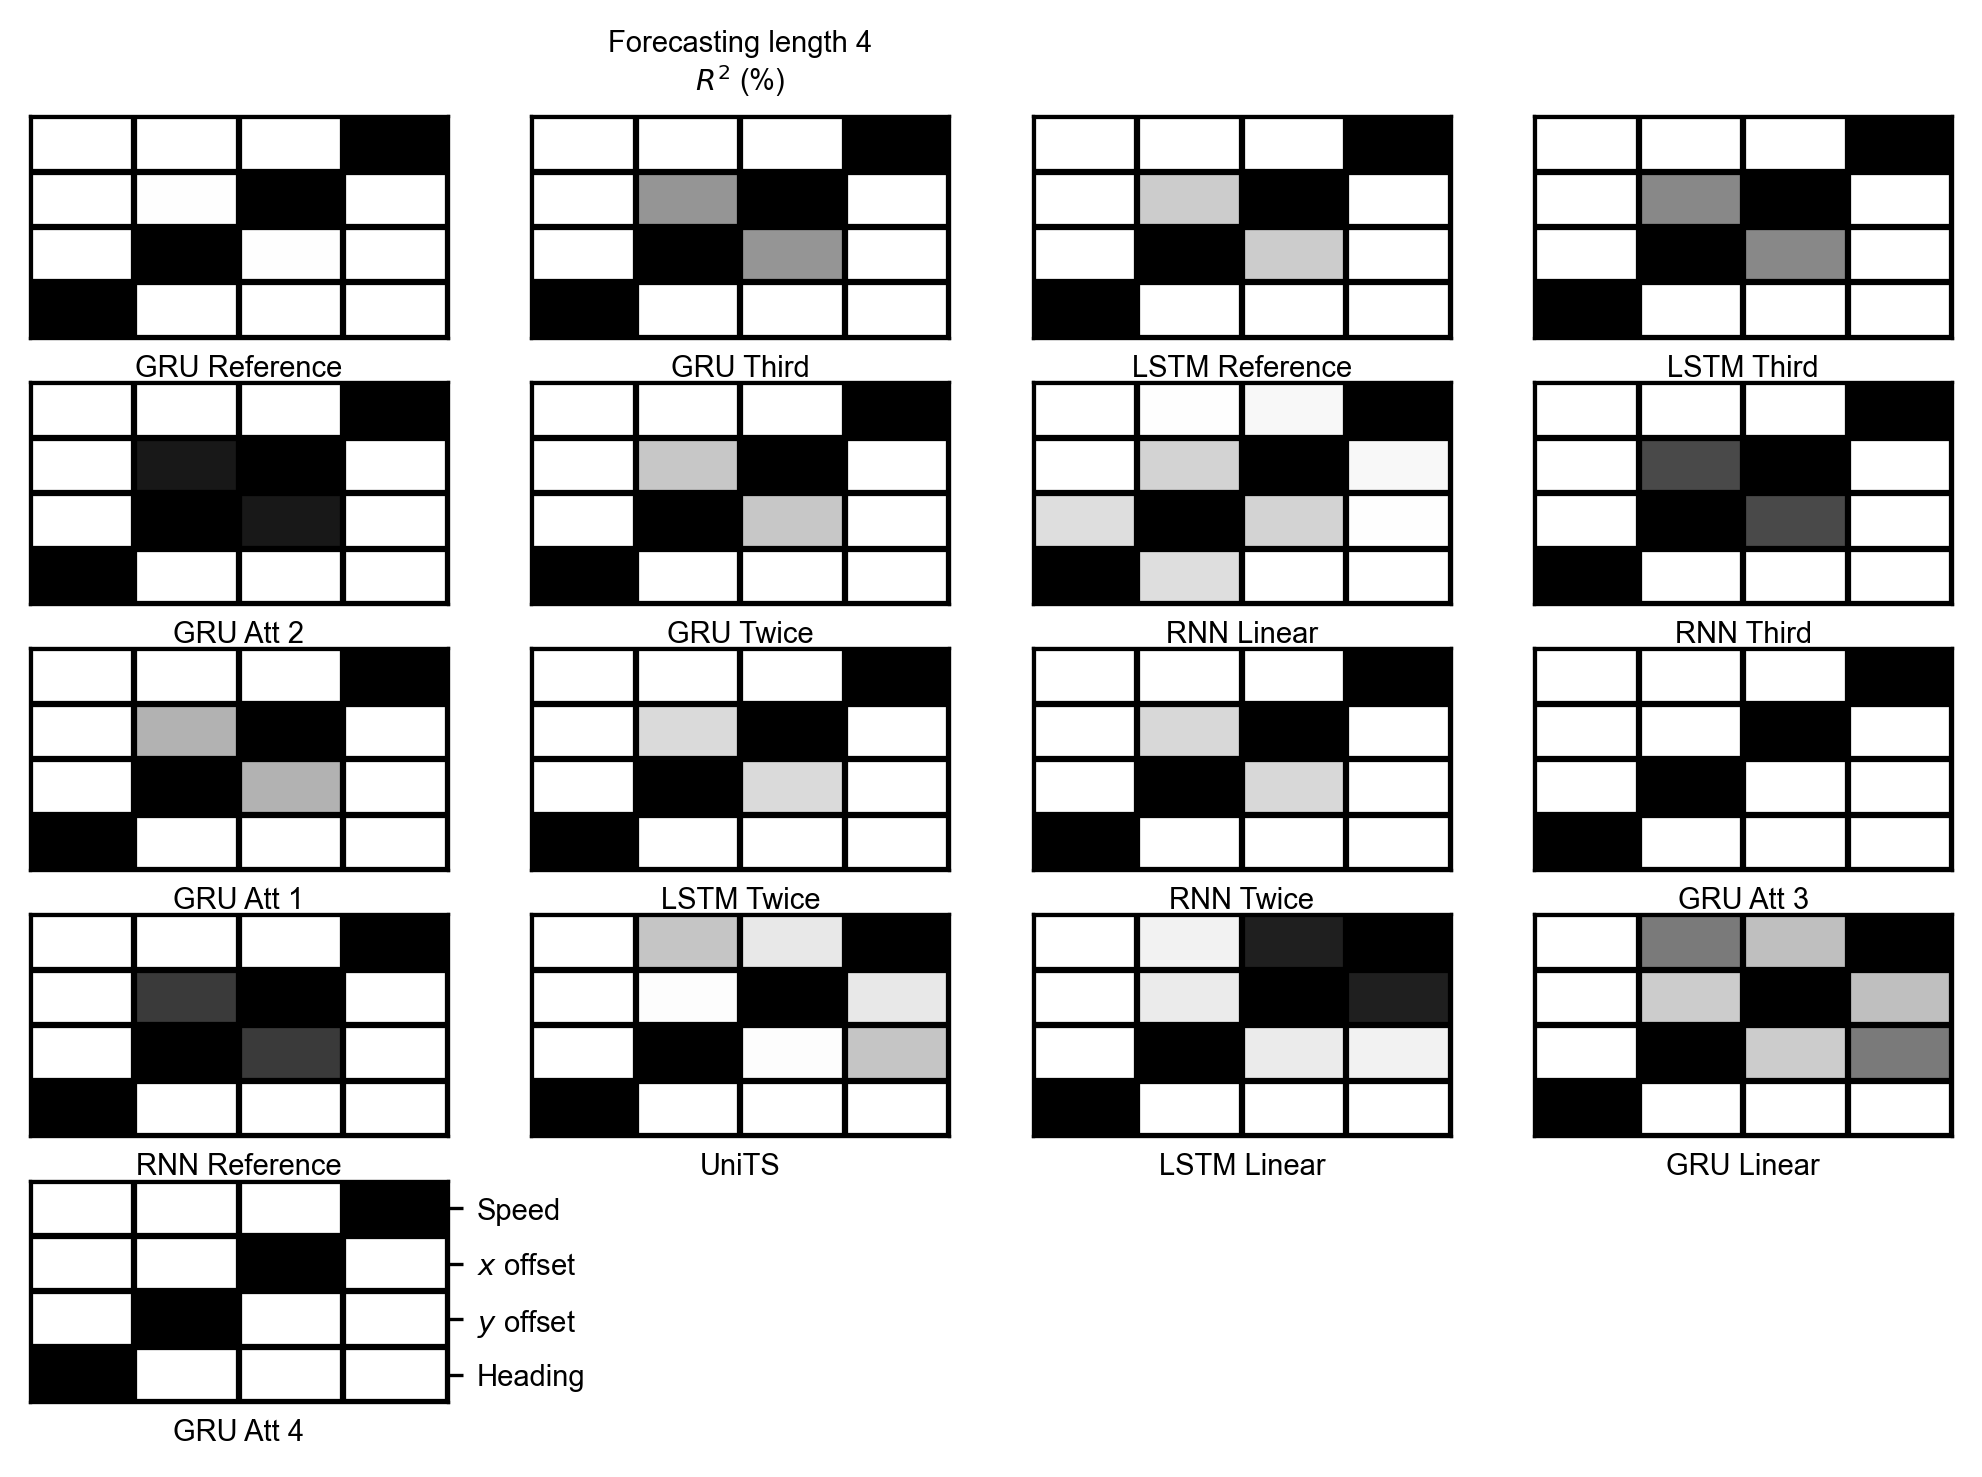 Forecasting length 4
R² (%)
GRU Reference
GRU Third
LSTM Reference
LSTM Third
GRU Att 2
GRU Twice
RNN Linear
RNN Third
GRU Att 1
LSTM Twice
RNN Twice
GRU Att 3
RNN Reference
UniTS
LSTM Linear
GRU Linear
Speed
x offset
y offset
Heading
GRU Att 4